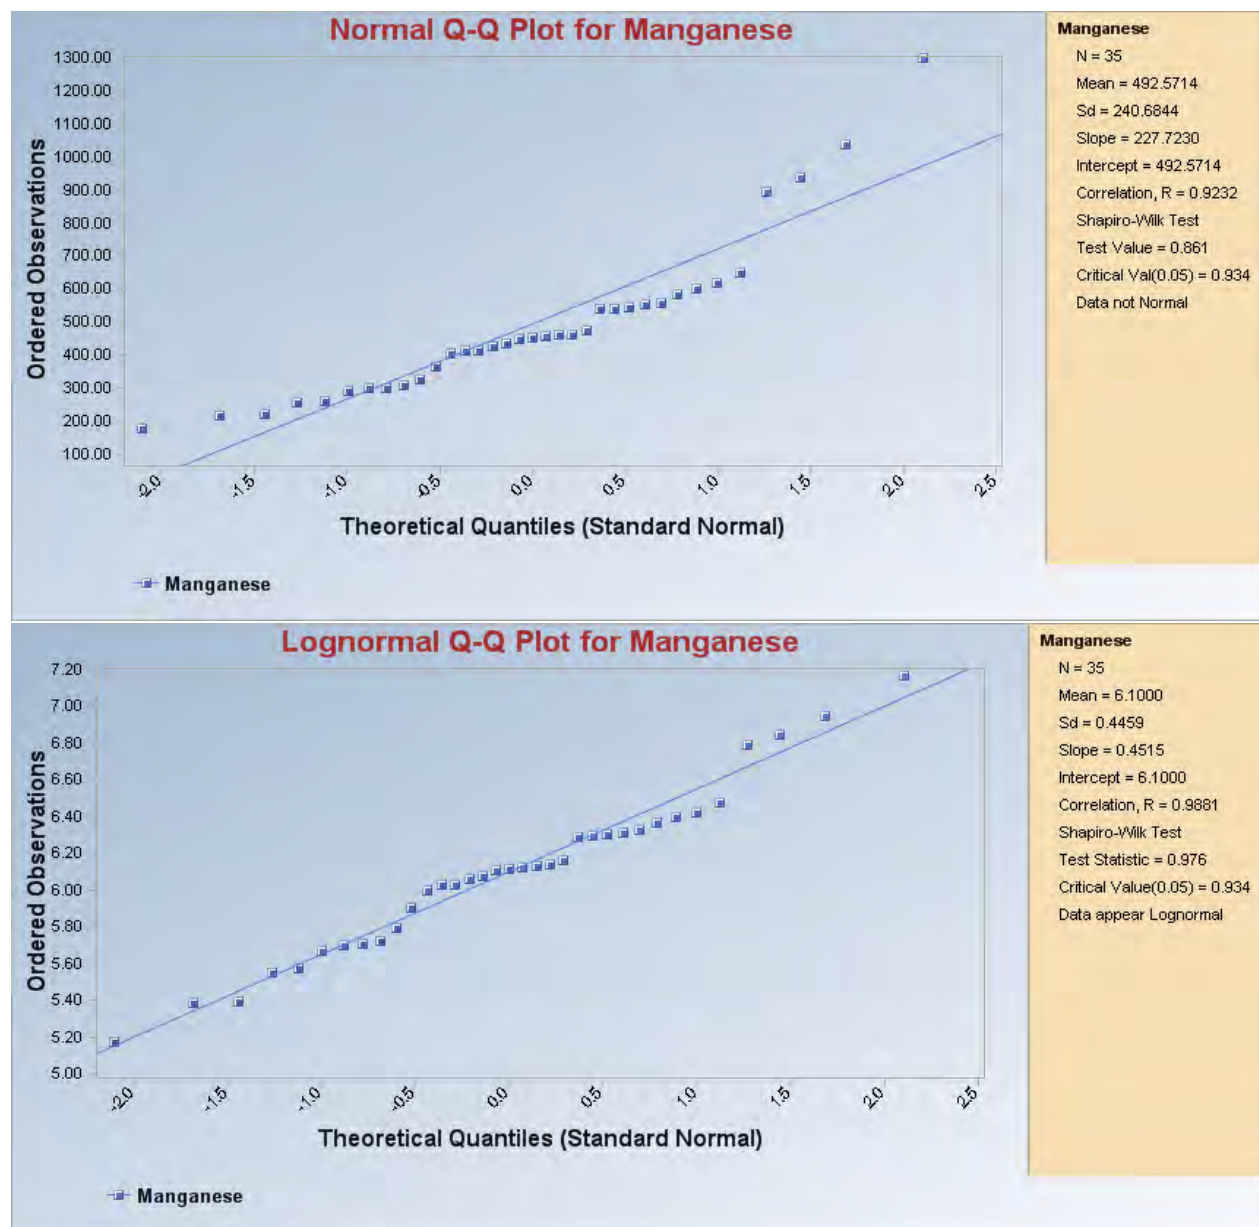 Normal Q-Q Plot for Manganese
1300.00
1200.00
1100.00
1000.00
900.00
800.00
700.00
600.00
500.00
400.00
300.00
200.00
100.00
Ordered Observations
-2.0
-1.5
-1.0
-0.5
0.0
0.5
1.0
1.5
2.0
2.5
Theoretical Quantiles (Standard Normal)
Manganese
Manganese
N = 35
Mean = 492.5714
Sd = 240.6844
Slope = 227.7230
Intercept = 492.5714
Correlation, R = 0.9232
Shapiro-Wilk Test
Test Value = 0.861
Critical Val(0.05) = 0.934
Data not Normal
Lognormal Q-Q Plot for Manganese
7.20
7.00
6.80
6.60
6.40
6.20
6.00
5.80
5.60
5.40
5.20
5.00
Ordered Observations
-2.0
-1.5
-1.0
-0.5
0.0
0.5
1.0
1.5
2.0
2.5
Theoretical Quantiles (Standard Normal)
Manganese
Manganese
N = 35
Mean = 6.1000
Sd = 0.4459
Slope = 0.4515
Intercept = 6.1000
Correlation, R = 0.9881
Shapiro-Wilk Test
Test Statistic = 0.976
Critical Value(0.05) = 0.934
Data appear Lognormal